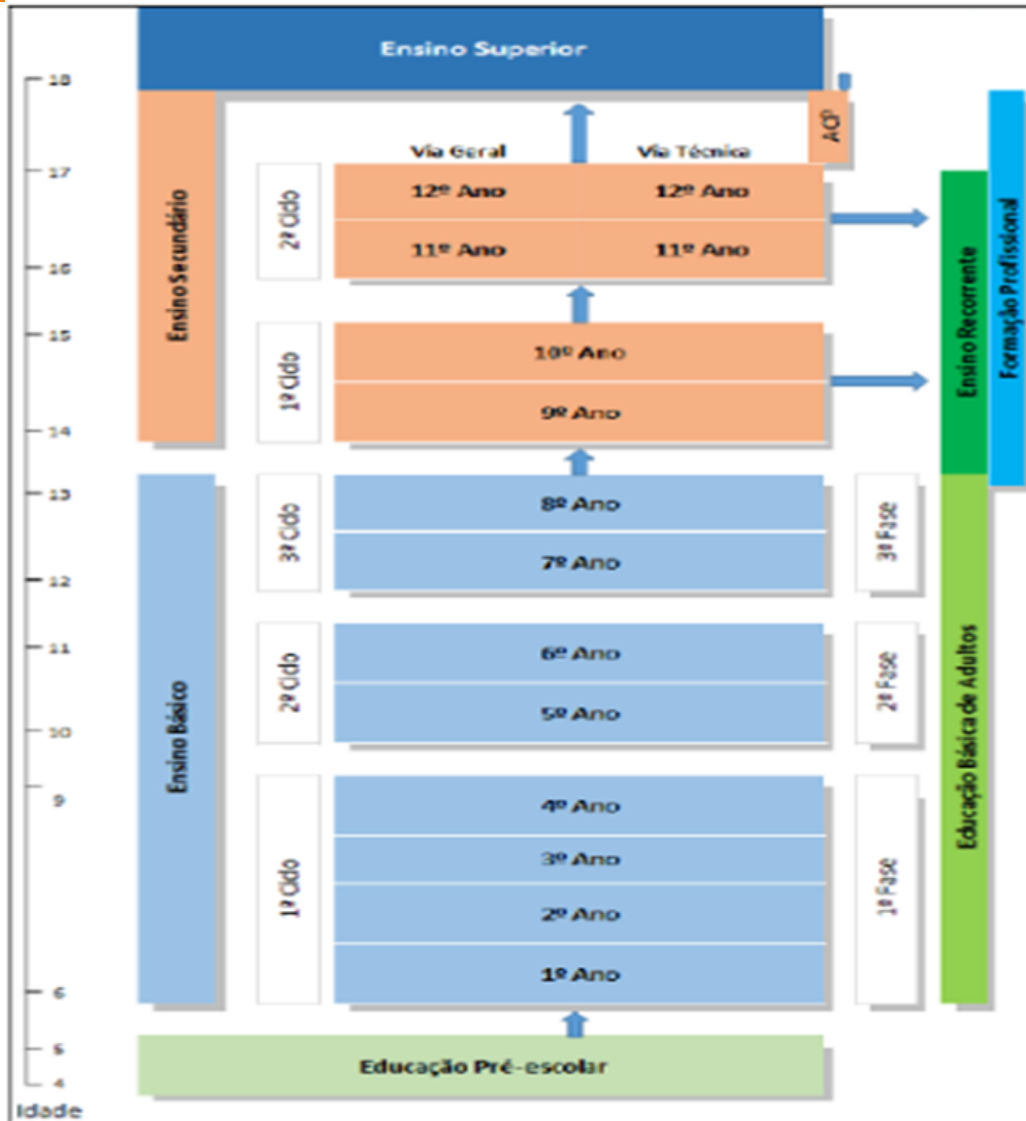 Ensino Superior
18
ACP
Via Geral
Via Técnica
17
Ensino Secundário
2º Ciclo
12º Ano
12º Ano
11º Ano
11º Ano
16
15
1º Ciclo
10º Ano
9º Ano
14
Ensino Recorrente
Formação Profissional
13
3º Ciclo
8º Ano
7º Ano
3ª Fase
12
11
2º Ciclo
6º Ano
5º Ano
2ª Fase
10
Ensino Básico
Educação Básica de Adultos
9
1º Ciclo
4º Ano
3º Ano
2º Ano
1º Ano
1ª Fase
6
5
Educação Pré-escolar
4
Idade